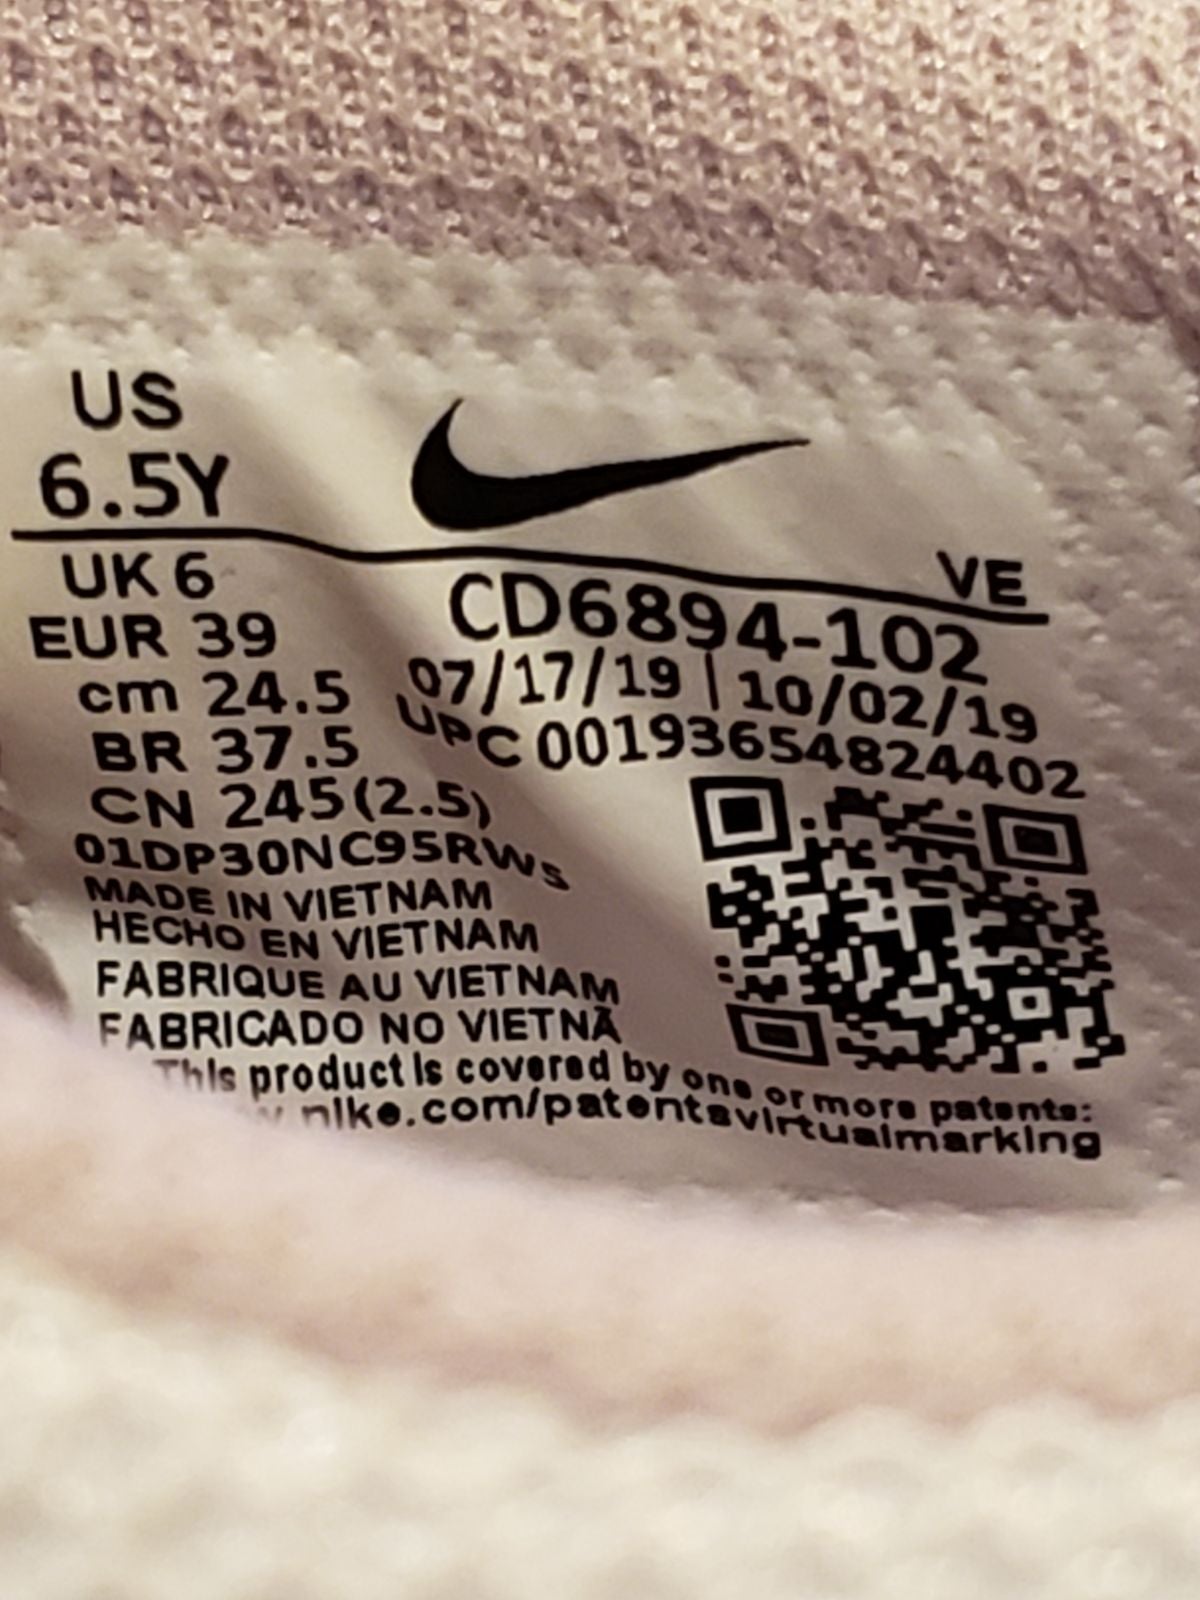 US
6.5Y
VE
UK 6
EUR 39
cm 24.5
BR 37.5
CN 245(2.5)
CD6894-102
07/17/19 | 10/02/19
UPC 00193654824402
01DP30NC95RWS
MADE IN VIETNAM
HECHO EN VIETNAM
FABRIQUE AU VIETNAM
FABRICADO NO VIETNÃ
This product is covered by one or more patents:
nike.com/patentsvirtualmarking